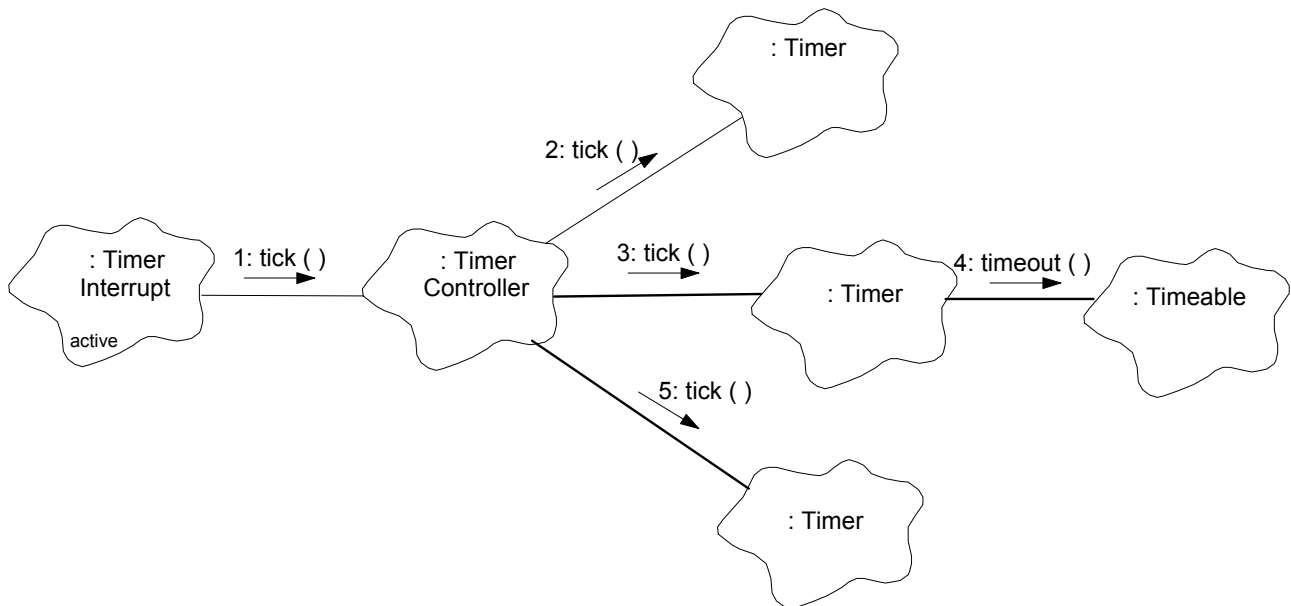 : Timer
2: tick ( )
: Timer
Interrupt
active
1: tick ( )
: Timer
Controller
3: tick ( )
: Timer
4: timeout ( )
: Timeable
5: tick ( )
: Timer